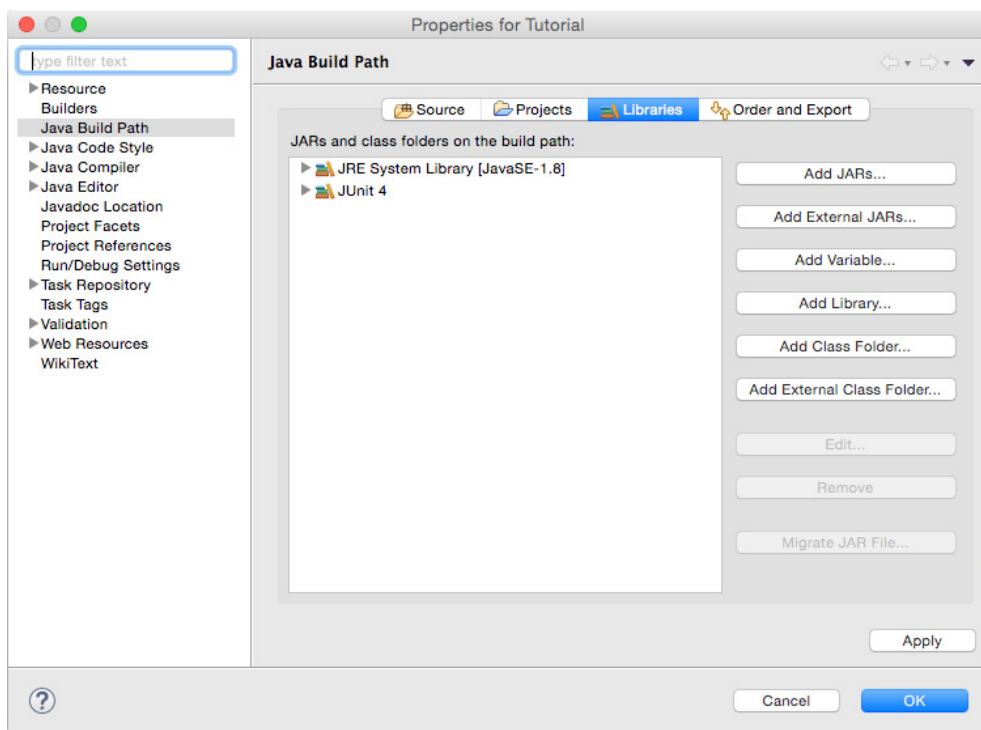 Properties for Tutorial
type filter text
Java Build Path
Resource
Builders
Java Build Path
Java Code Style
Java Compiler
Java Editor
Javadoc Location
Project Facets
Project References
Run/Debug Settings
Task Repository
Task Tags
Validation
Web Resources
WikiText
Source Projects Libraries Order and Export
JARs and class folders on the build path:
JRE System Library [JavaSE-1.8]
JUnit 4
Add JARs...
Add External JARs...
Add Variable...
Add Library...
Add Class Folder...
Add External Class Folder...
Edit...
Remove
Migrate JAR File...
Apply
?
Cancel OK